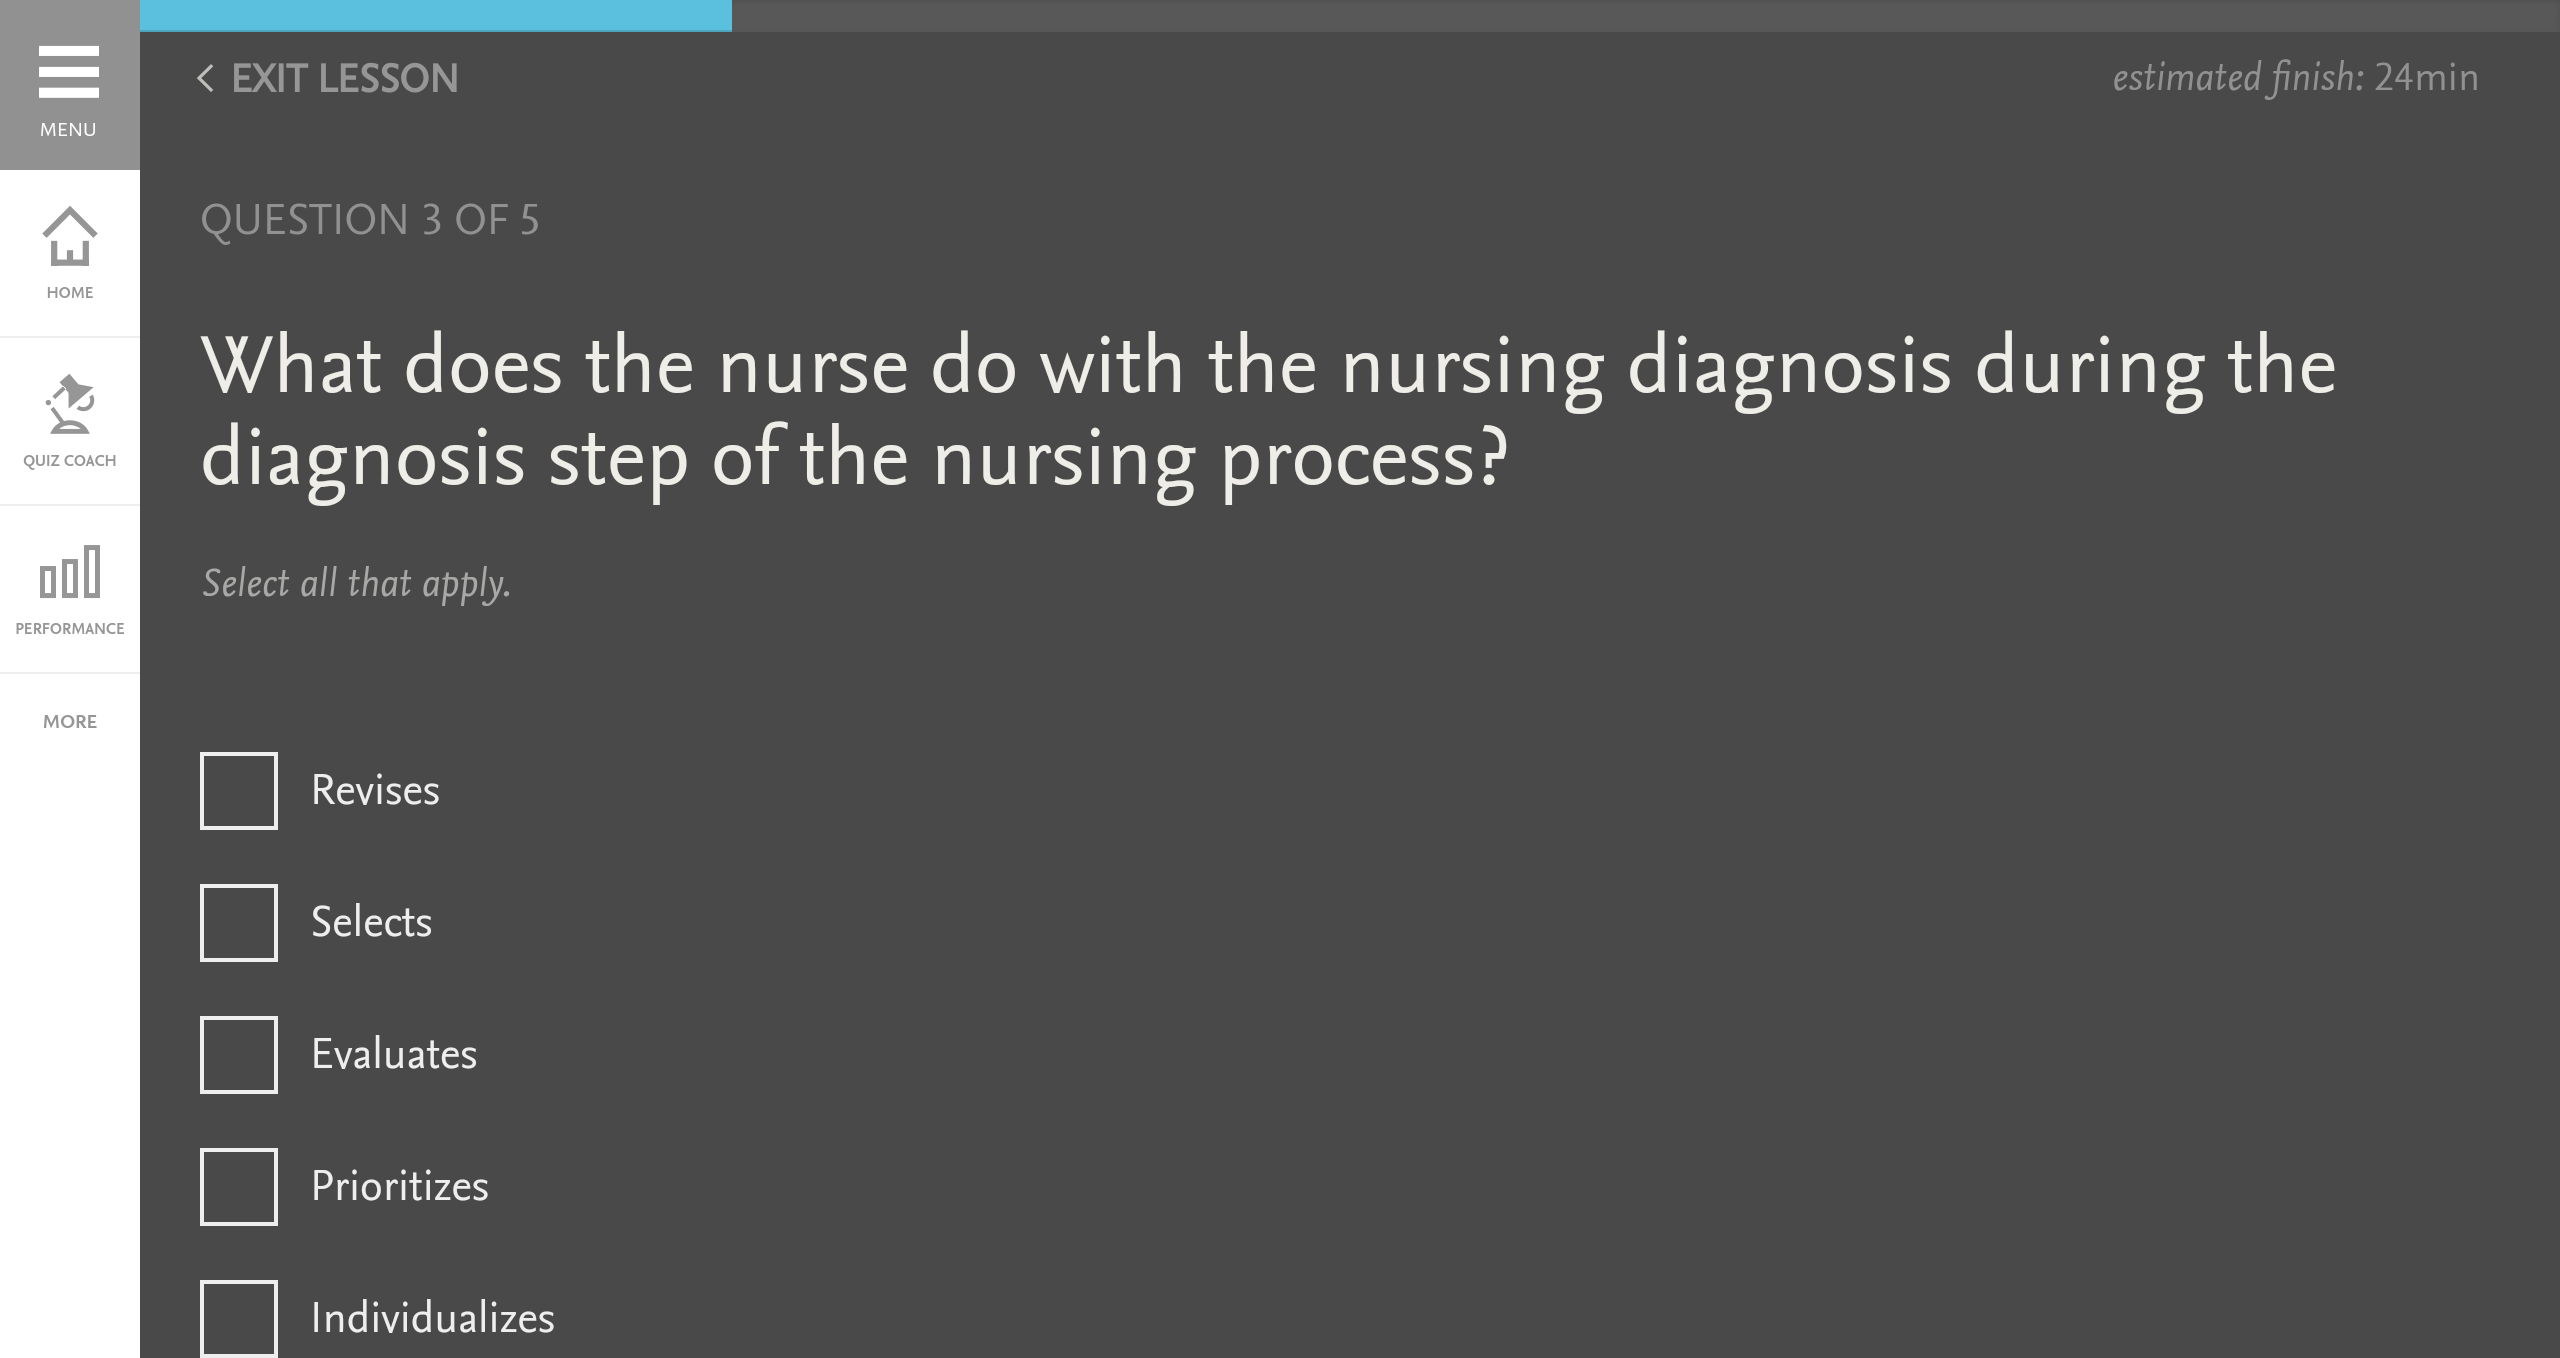 MENU
HOME
QUIZ COACH
PERFORMANCE
MORE
EXIT LESSON
estimated finish: 24min
QUESTION 3 OF 5
What does the nurse do with the nursing diagnosis during the
diagnosis step of the nursing process?
Select all that apply.
Revises
Selects
Evaluates
Prioritizes
Individualizes